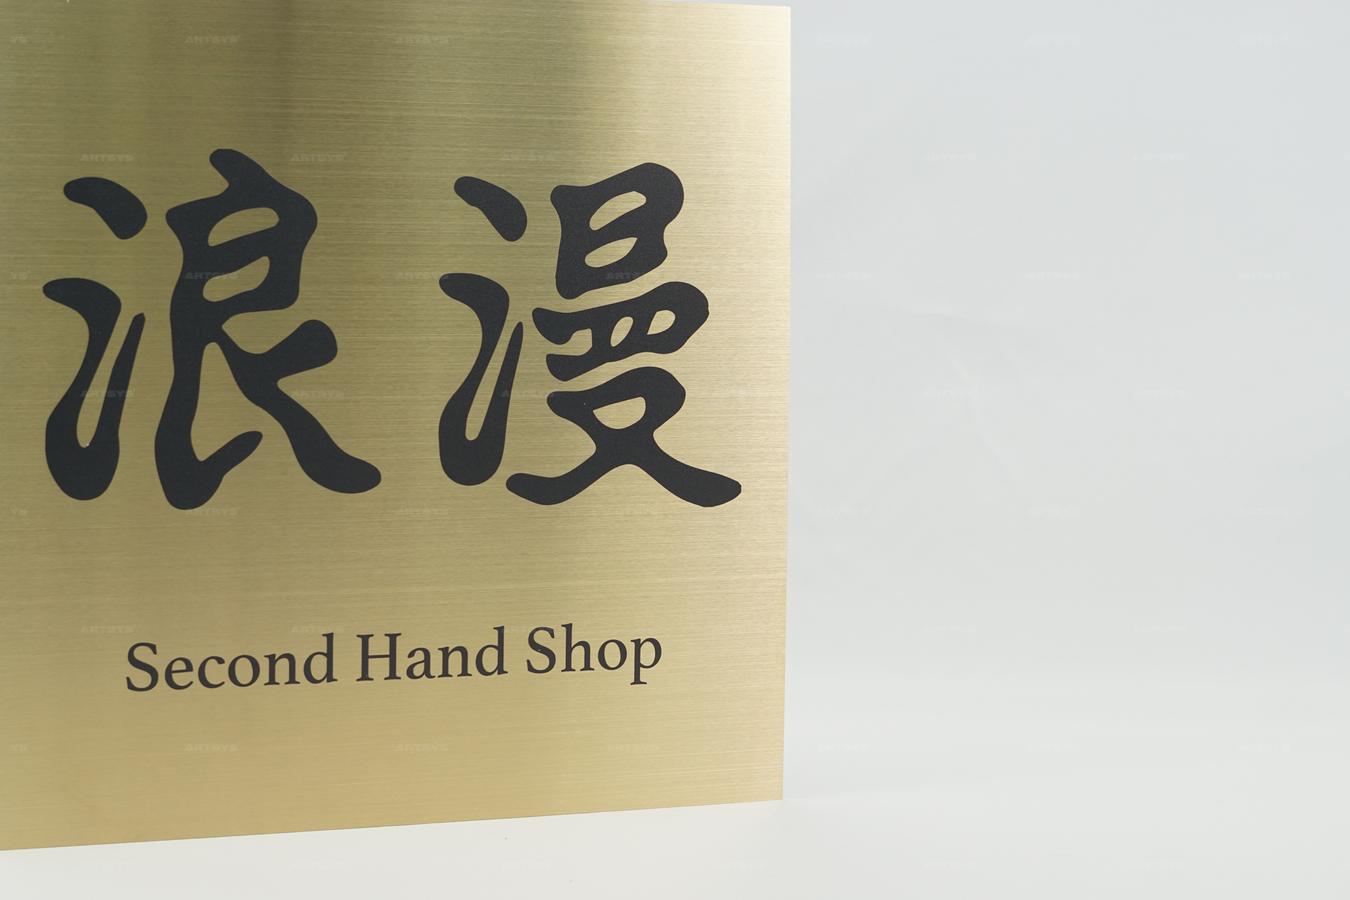 浪漫
Second Hand Shop